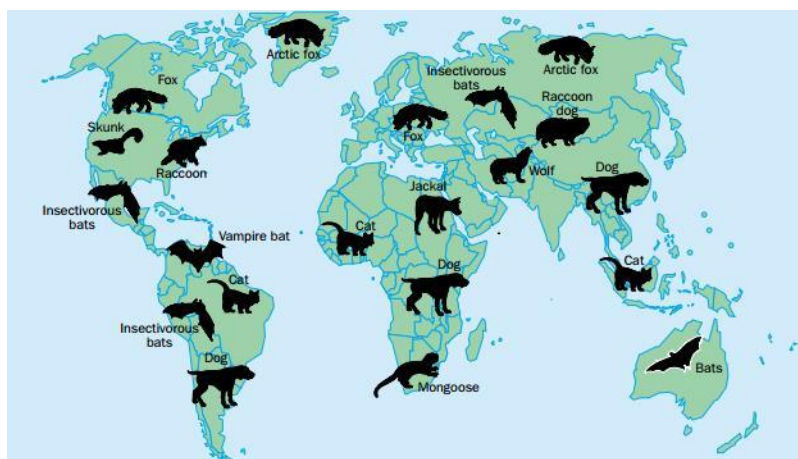 Arctic fox
Arctic fox
Fox
Insectivorous
bats
Raccoon
dog
Skunk
Fox
Raccoon
Wolf
Dog
Jackal
Insectivorous
bats
Cat
Vampire bat
Cat
Dog
Cat
Insectivorous
bats
Dog
Mongoose
Bats